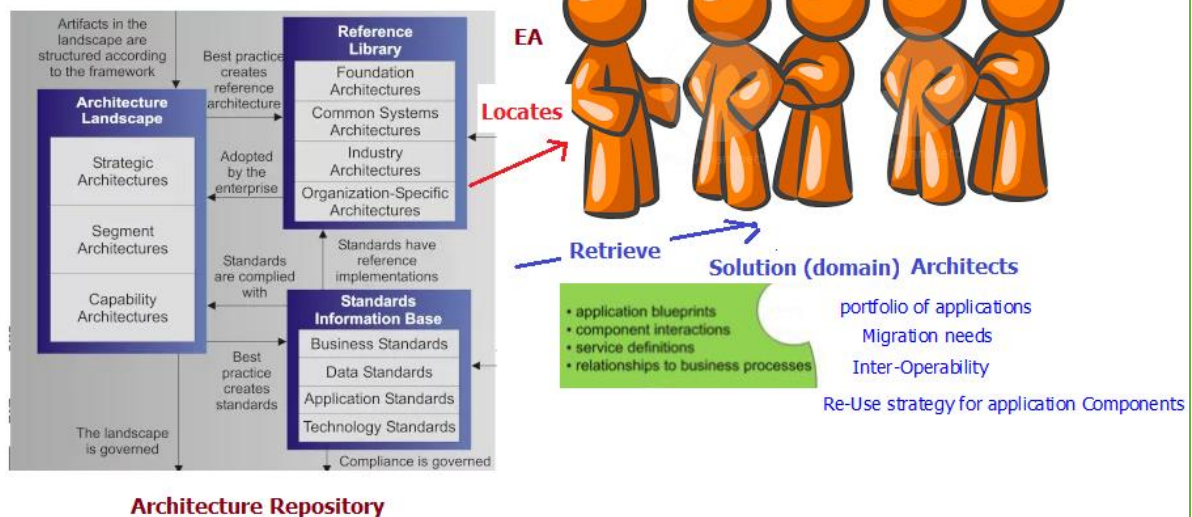 Artifacts in the
landscape are
structured according
to the framework
Best practice
creates
reference
architecture
Reference
Library
Foundation
Architectures
Common Systems
Architectures
Industry
Architectures
Organization-Specific
Architectures
Architecture
Landscape
Strategic
Architectures
Segment
Architectures
Capability
Architectures
Adopted
by the
enterprise
Standards
are complied
with
Standards have
reference
implementations
Standards
Information Base
Business Standards
Data Standards
Application Standards
Technology Standards
Best
practice
creates
standards
The landscape
is governed
Compliance is governed
Architecture Repository
EA
Locates
Retrieve
Solution (domain) Architects
• application blueprints
• component interactions
• service definitions
• relationships to business processes
portfolio of applications
Migration needs
Inter-Operability
Re-Use strategy for application Components